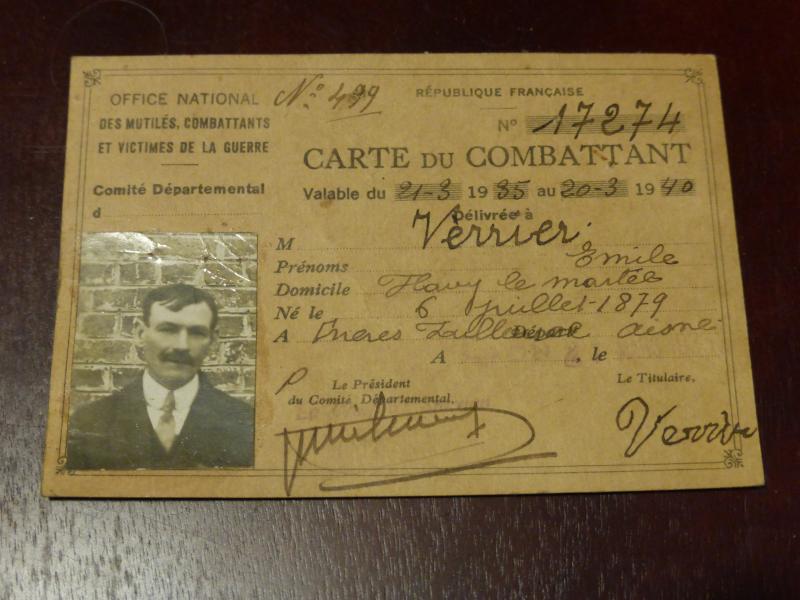 OFFICE NATIONAL
DES MUTILÉS, COMBATTANTS
ET VICTIMES DE LA GUERRE
Comité Départemental
d
N° 499
RÉPUBLIQUE FRANÇAISE
N° 17274
CARTE DU COMBATTANT
Valable du 21-3 1935 au 20-3 1940
Délivrée à
M Verrier.
Prénoms Emile
Domicile Flavy le martel
Né le 6 juillet-1879
A Aisne
A , le
P Le Président
du Comité Départemental,
Le Titulaire,
Verrier